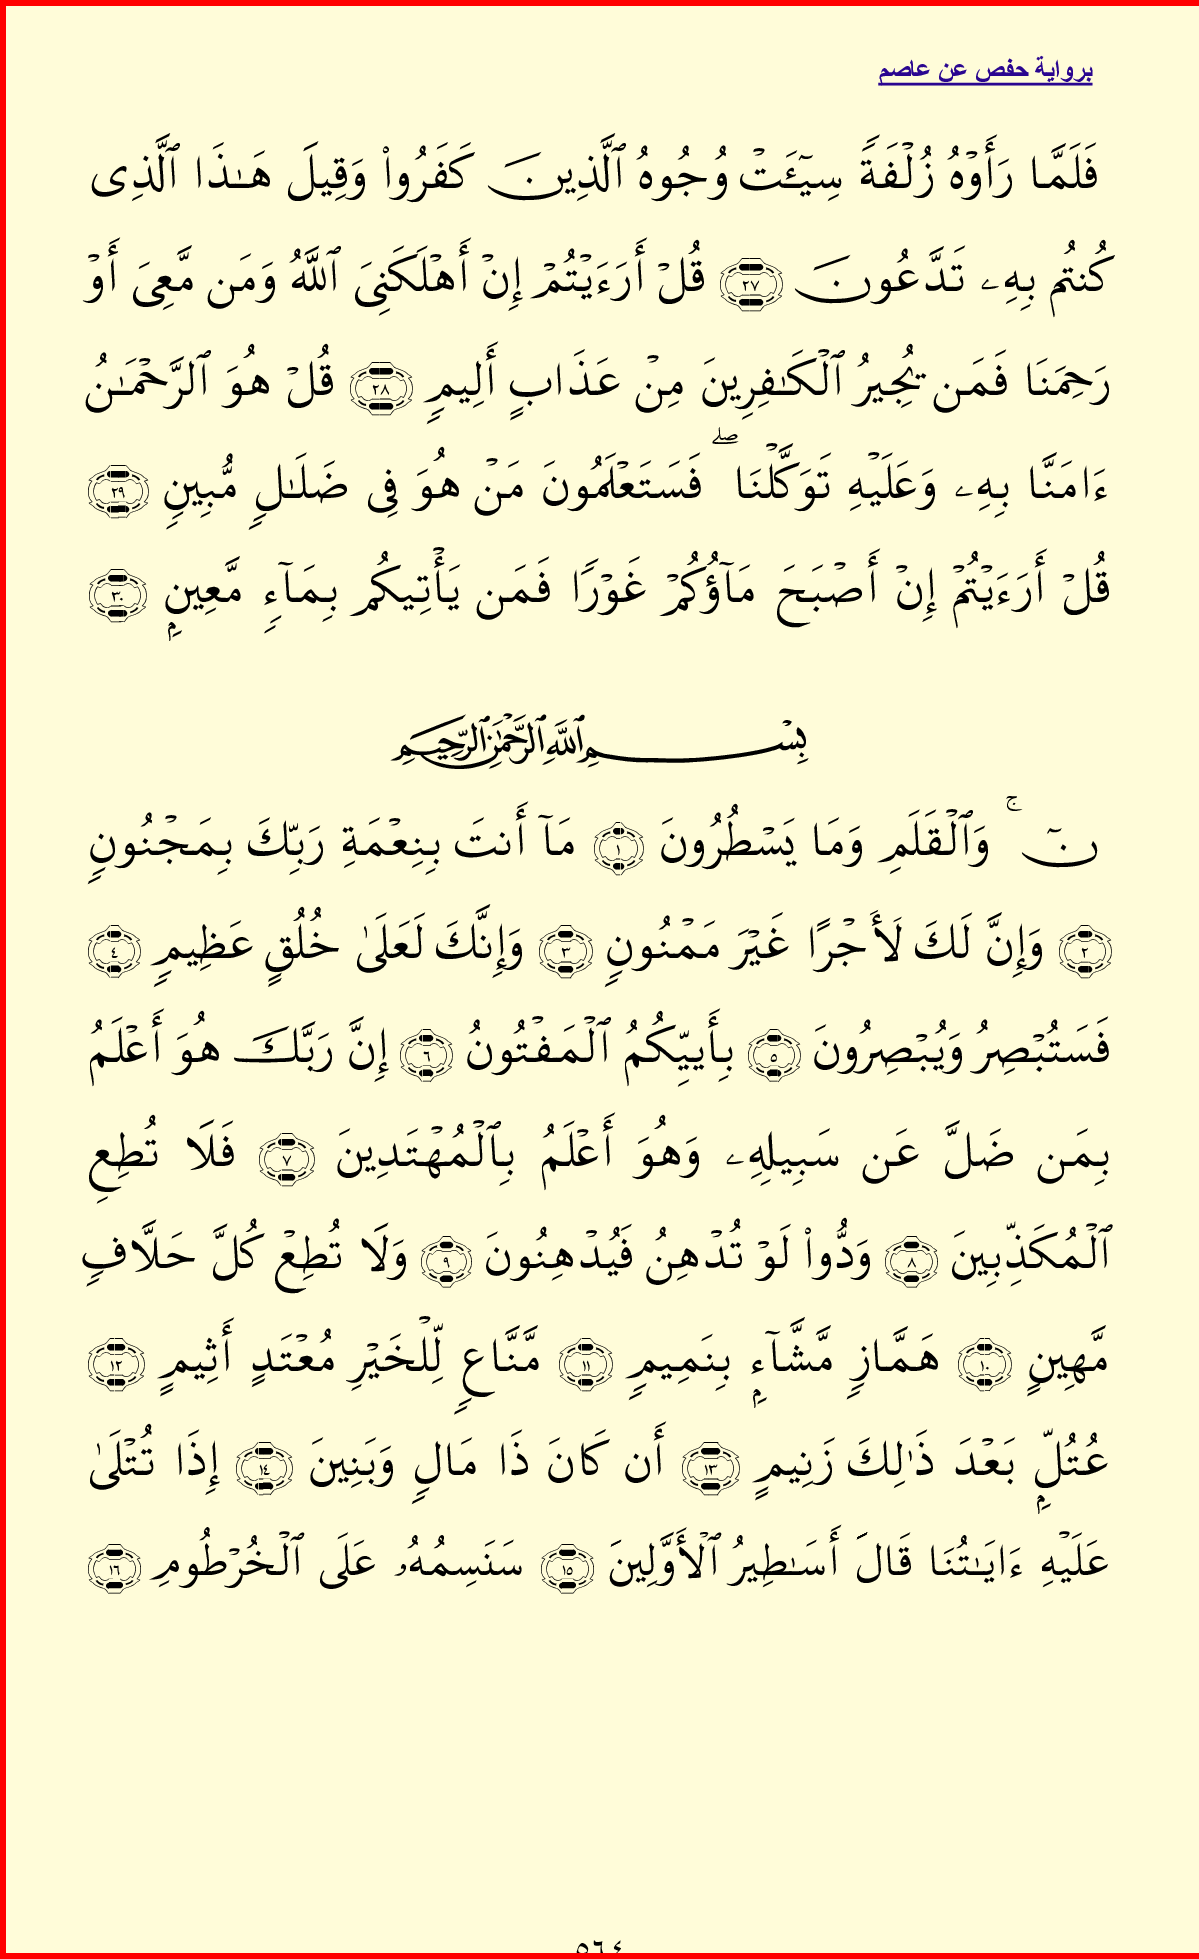 برواية حفص عن عاصم
فَلَمَّا رَأَوْهُ زُلْفَةً سِيٓـَٔتْ وُجُوهُ ٱلَّذِينَ كَفَرُوا۟ وَقِيلَ هَـٰذَا ٱلَّذِى
كُنتُم بِهِۦ تَدَّعُونَ ٢٧ قُلْ أَرَءَيْتُمْ إِنْ أَهْلَكَنِىَ ٱللَّهُ وَمَن مَّعِىَ أَوْ
رَحِمَنَا فَمَن يُجِيرُ ٱلْكَـٰفِرِينَ مِنْ عَذَابٍ أَلِيمٍ ٢٨ قُلْ هُوَ ٱلرَّحْمَـٰنُ
ءَامَنَّا بِهِۦ وَعَلَيْهِ تَوَكَّلْنَا ۖ فَسَتَعْلَمُونَ مَنْ هُوَ فِى ضَلَـٰلٍ مُّبِينٍ ٢٩
قُلْ أَرَءَيْتُمْ إِنْ أَصْبَحَ مَآؤُكُمْ غَوْرًا فَمَن يَأْتِيكُم بِمَآءٍ مَّعِينٍۭ ٣٠
بِسْمِ ٱللَّهِ ٱلرَّحْمَـٰنِ ٱلرَّحِيمِ
نٓ ۚ وَٱلْقَلَمِ وَمَا يَسْطُرُونَ ١ مَآ أَنتَ بِنِعْمَةِ رَبِّكَ بِمَجْنُونٍ
٢ وَإِنَّ لَكَ لَأَجْرًا غَيْرَ مَمْنُونٍ ٣ وَإِنَّكَ لَعَلَىٰ خُلُقٍ عَظِيمٍ ٤
فَسَتُبْصِرُ وَيُبْصِرُونَ ٥ بِأَييِّكُمُ ٱلْمَفْتُونُ ٦ إِنَّ رَبَّكَ هُوَ أَعْلَمُ
بِمَن ضَلَّ عَن سَبِيلِهِۦ وَهُوَ أَعْلَمُ بِٱلْمُهْتَدِينَ ٧ فَلَا تُطِعِ
ٱلْمُكَذِّبِينَ ٨ وَدُّوا۟ لَوْ تُدْهِنُ فَيُدْهِنُونَ ٩ وَلَا تُطِعْ كُلَّ حَلَّافٍ
مَّهِينٍ ١٠ هَمَّازٍ مَّشَّآءٍۭ بِنَمِيمٍ ١١ مَّنَّاعٍ لِّلْخَيْرِ مُعْتَدٍ أَثِيمٍ ١٢
عُتُلٍّۭ بَعْدَ ذَٰلِكَ زَنِيمٍ ١٣ أَن كَانَ ذَا مَالٍ وَبَنِينَ ١٤ إِذَا تُتْلَىٰ
عَلَيْهِ ءَايَـٰتُنَا قَالَ أَسَـٰطِيرُ ٱلْأَوَّلِينَ ١٥ سَنَسِمُهُۥ عَلَى ٱلْخُرْطُومِ ١٦
٥٦٤